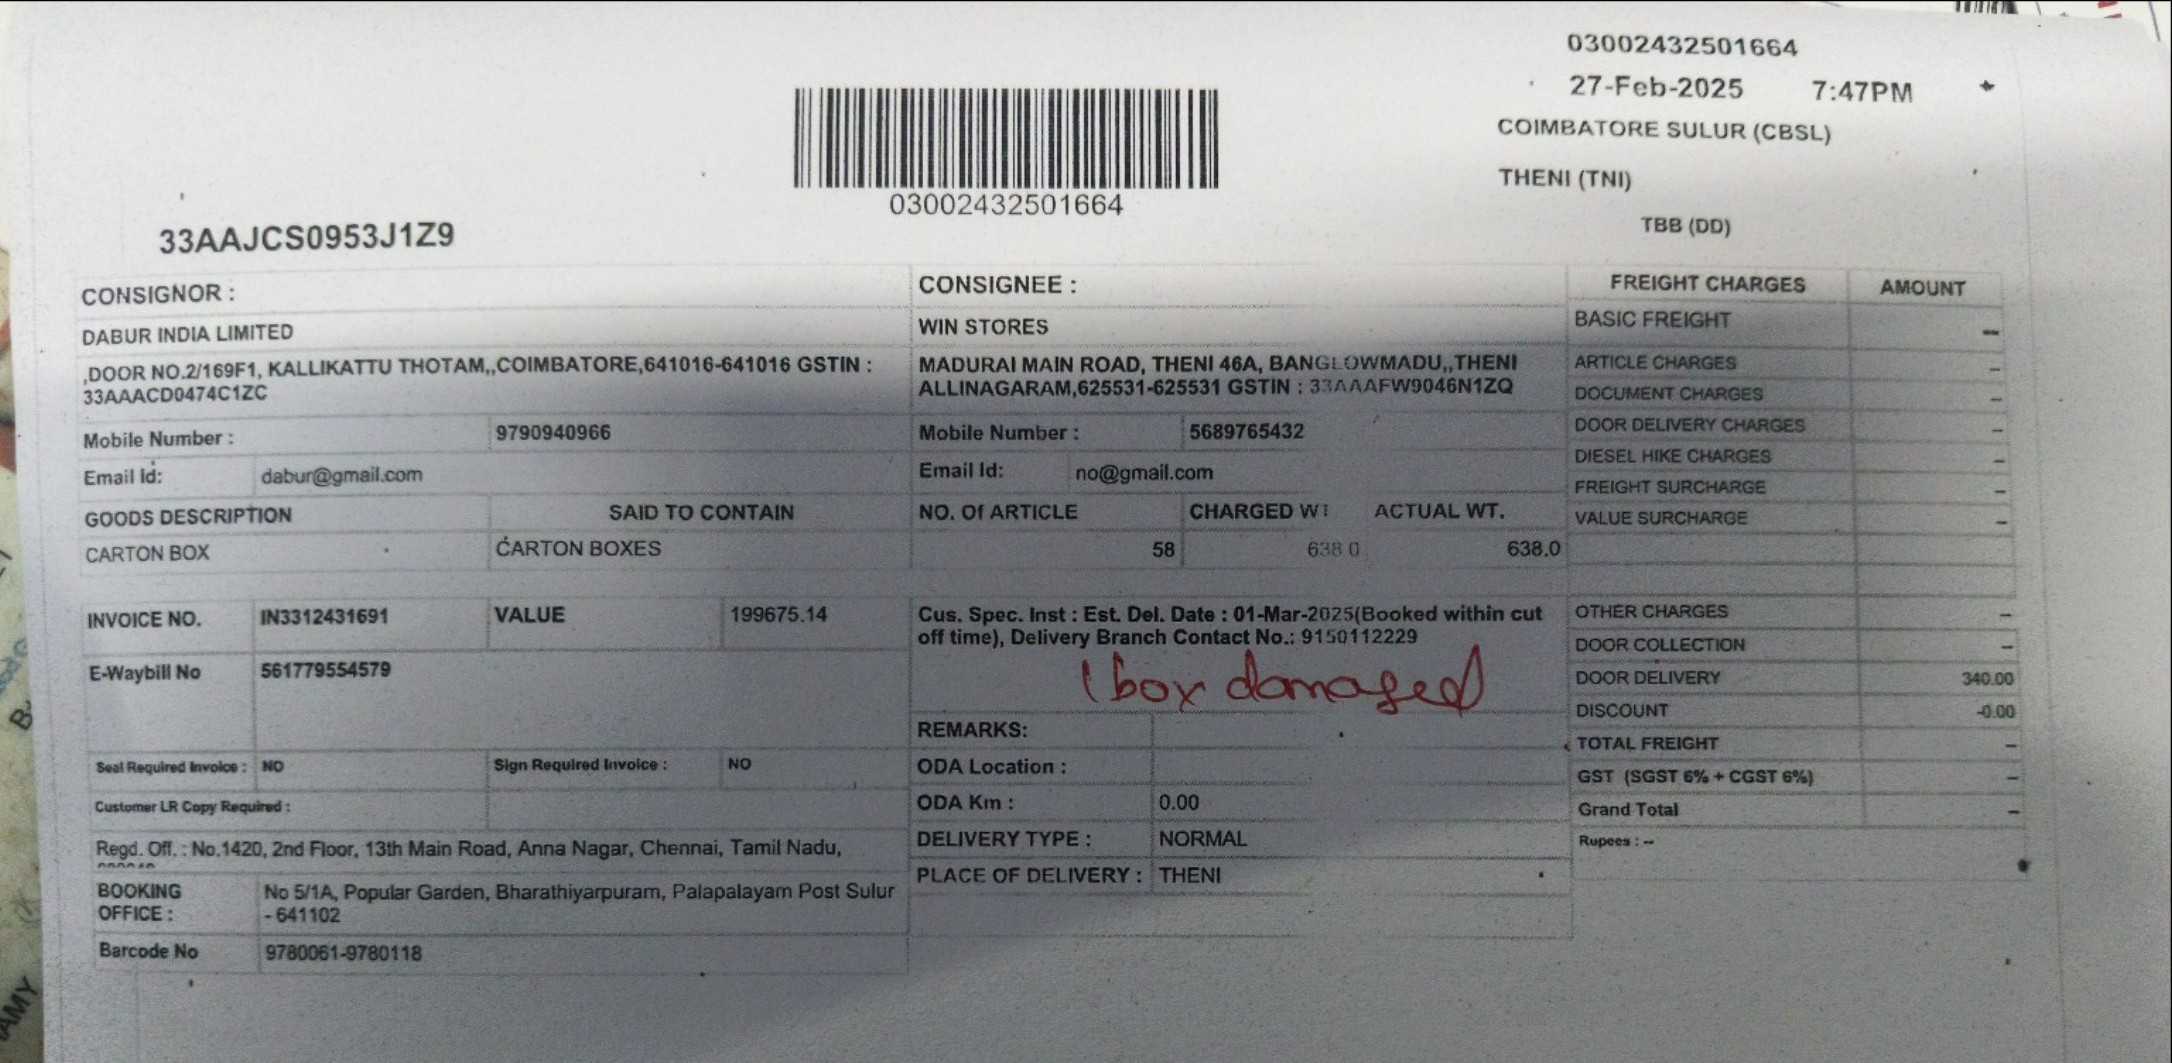 03002432501664
27-Feb-2025 7:47PM
COIMBATORE SULUR (CBSL)
THENI (TNI)
TBB (DD)
03002432501664
33AAJCS0953J1Z9
CONSIGNOR :
DABUR INDIA LIMITED
,DOOR NO.2/169F1, KALLIKATTU THOTAM,,COIMBATORE,641016-641016 GSTIN :
33AAACD0474C1ZC
Mobile Number : 9790940966
Email Id: dabur@gmail.com
GOODS DESCRIPTION SAID TO CONTAIN
CARTON BOX CARTON BOXES
INVOICE NO. IN3312431691 VALUE 199675.14
E-Waybill No 561779554579
Seal Required Invoice : NO Sign Required Invoice : NO
Customer LR Copy Required :
Regd. Off. : No.1420, 2nd Floor, 13th Main Road, Anna Nagar, Chennai, Tamil Nadu,
BOOKING OFFICE : No 5/1A, Popular Garden, Bharathiyarpuram, Palapalayam Post Sulur
- 641102
Barcode No 9780061-9780118
CONSIGNEE :
WIN STORES
MADURAI MAIN ROAD, THENI 46A, BANGLOWMADU,,THENI
ALLINAGARAM,625531-625531 GSTIN : 33AAAFW9046N1ZQ
Mobile Number : 5689765432
Email Id: no@gmail.com
NO. Of ARTICLE CHARGED WT ACTUAL WT.
58 638.0 638.0
Cus. Spec. Inst : Est. Del. Date : 01-Mar-2025(Booked within cut
off time), Delivery Branch Contact No.: 9150112229
1 box damaged
REMARKS:
ODA Location :
ODA Km : 0.00
DELIVERY TYPE : NORMAL
PLACE OF DELIVERY : THENI
FREIGHT CHARGES AMOUNT
BASIC FREIGHT --
ARTICLE CHARGES --
DOCUMENT CHARGES --
DOOR DELIVERY CHARGES --
DIESEL HIKE CHARGES --
FREIGHT SURCHARGE --
VALUE SURCHARGE --
OTHER CHARGES --
DOOR COLLECTION --
DOOR DELIVERY 340.00
DISCOUNT -0.00
TOTAL FREIGHT --
GST (SGST 6% + CGST 6%) --
Grand Total --
Rupees : --